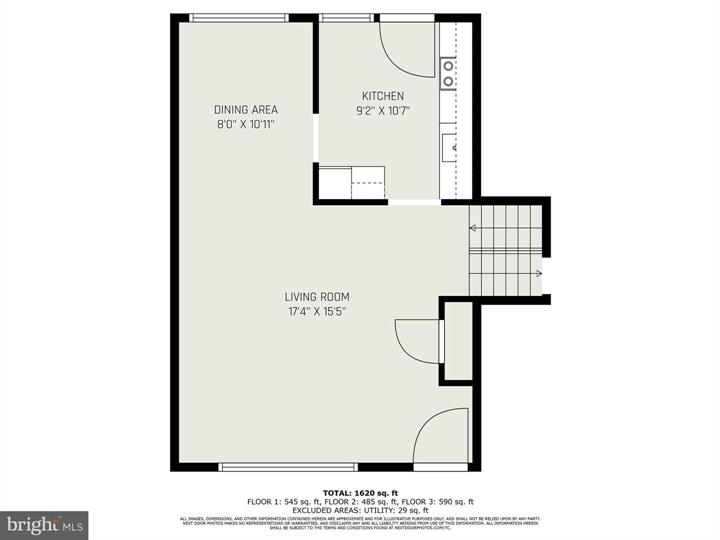 KITCHEN
9'2" X 10'7"
DINING AREA
8'0" X 10'11"
LIVING ROOM
17'4" X 15'5"
TOTAL: 1620 sq. ft
FLOOR 1: 545 sq. ft, FLOOR 2: 485 sq. ft, FLOOR 3: 590 sq. ft
EXCLUDED AREAS: UTILITY: 29 sq. ft
ALL IMAGES, DIMENSIONS, AND OTHER INFORMATION CONTAINED HEREIN ARE APPROXIMATE AND FOR ILLUSTRATIVE PURPOSES ONLY, AND SHALL NOT BE RELIED UPON BY ANY PARTY.
NEXT DOOR PHOTOS MAKES NO REPRESENTATIONS OR WARRANTIES, AND DISCLAIMS ANY AND ALL LIABILITY ARISING FROM USE OF THIS INFORMATION. ALL INFORMATION HEREIN
SHALL BE SUBJECT TO THE TERMS AND CONDITIONS FOUND AT NEXTDOORPHOTOS.COM/TC.
bright MLS